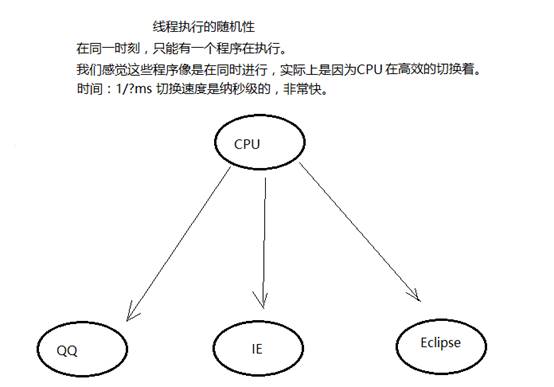 线程执行的随机性
在同一时刻，只能有一个程序在执行。
我们感觉这些程序像是在同时进行，实际上是因为CPU 在高效的切换着。
时间：1/?ms 切换速度是纳秒级的，非常快。
CPU
QQ
IE
Eclipse